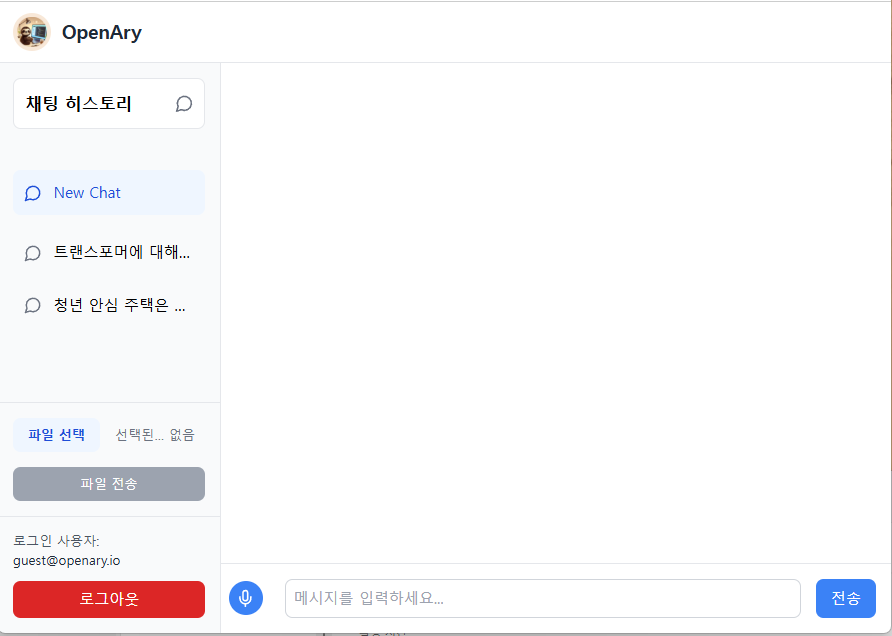 OpenAry
채팅 히스토리
New Chat
트랜스포머에 대해...
청년 안심 주택은 ...
파일 선택 선택된... 없음
파일 전송
로그인 사용자:
guest@openary.io
로그아웃
메시지를 입력하세요... 전송